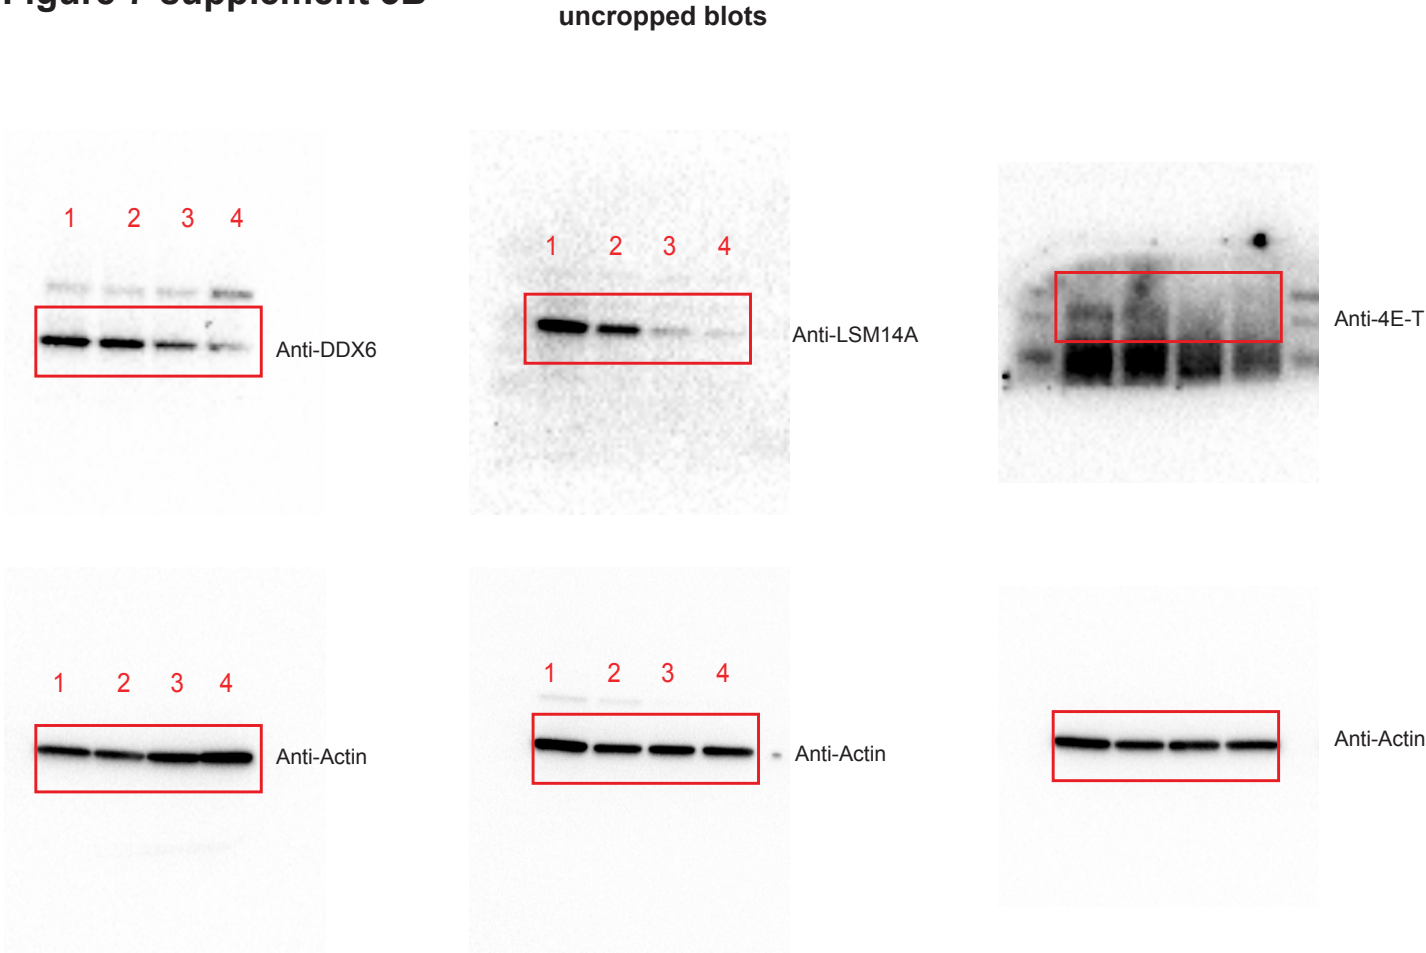 uncropped blots
1 2 3 4
Anti-DDX6
1 2 3 4
Anti-LSM14A
Anti-4E-T
1 2 3 4
Anti-Actin
1 2 3 4
Anti-Actin
Anti-Actin